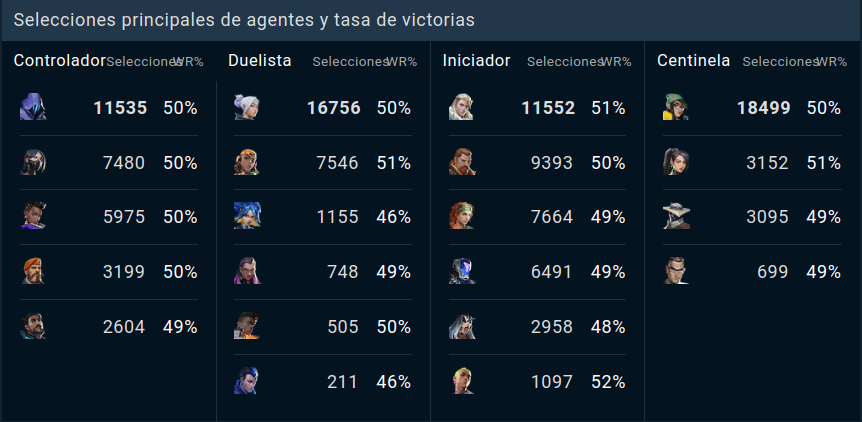 Selecciones principales de agentes y tasa de victorias
Controlador Selecciones WR% Duelista Selecciones WR% Iniciador Selecciones WR% Centinela Selecciones WR%
11535 50% 16756 50% 11552 51% 18499 50%
7480 50% 7546 51% 9393 50% 3152 51%
5975 50% 1155 46% 7664 49% 3095 49%
3199 50% 748 49% 6491 49% 699 49%
2604 49% 505 50% 2958 48%
211 46% 1097 52%